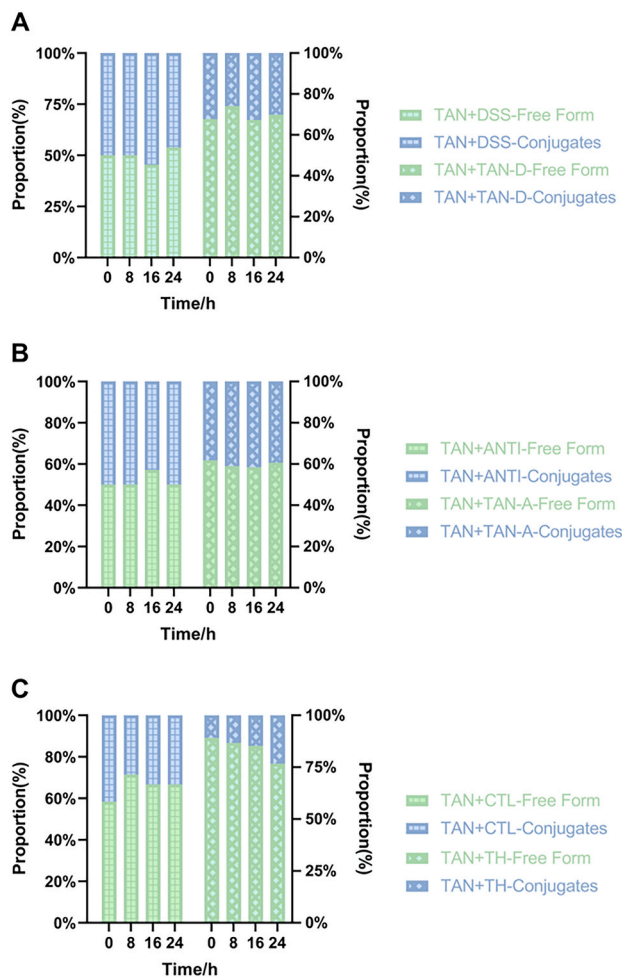 A
100%
75%
50%
25%
0%
Proportion(%)
0 8 16 24 0 8 16 24
Time/h
100%
80%
60%
40%
20%
0%
Proportion(%)
TAN+DSS-Free Form
TAN+DSS-Conjugates
TAN+TAN-D-Free Form
TAN+TAN-D-Conjugates
B
100%
80%
60%
40%
20%
0%
Proportion(%)
0 8 16 24 0 8 16 24
Time/h
100%
80%
60%
40%
20%
0%
Proportion(%)
TAN+ANTI-Free Form
TAN+ANTI-Conjugates
TAN+TAN-A-Free Form
TAN+TAN-A-Conjugates
C
100%
80%
60%
40%
20%
0%
Proportion(%)
0 8 16 24 0 8 16 24
Time/h
100%
75%
50%
25%
0%
Proportion(%)
TAN+CTL-Free Form
TAN+CTL-Conjugates
TAN+TH-Free Form
TAN+TH-Conjugates